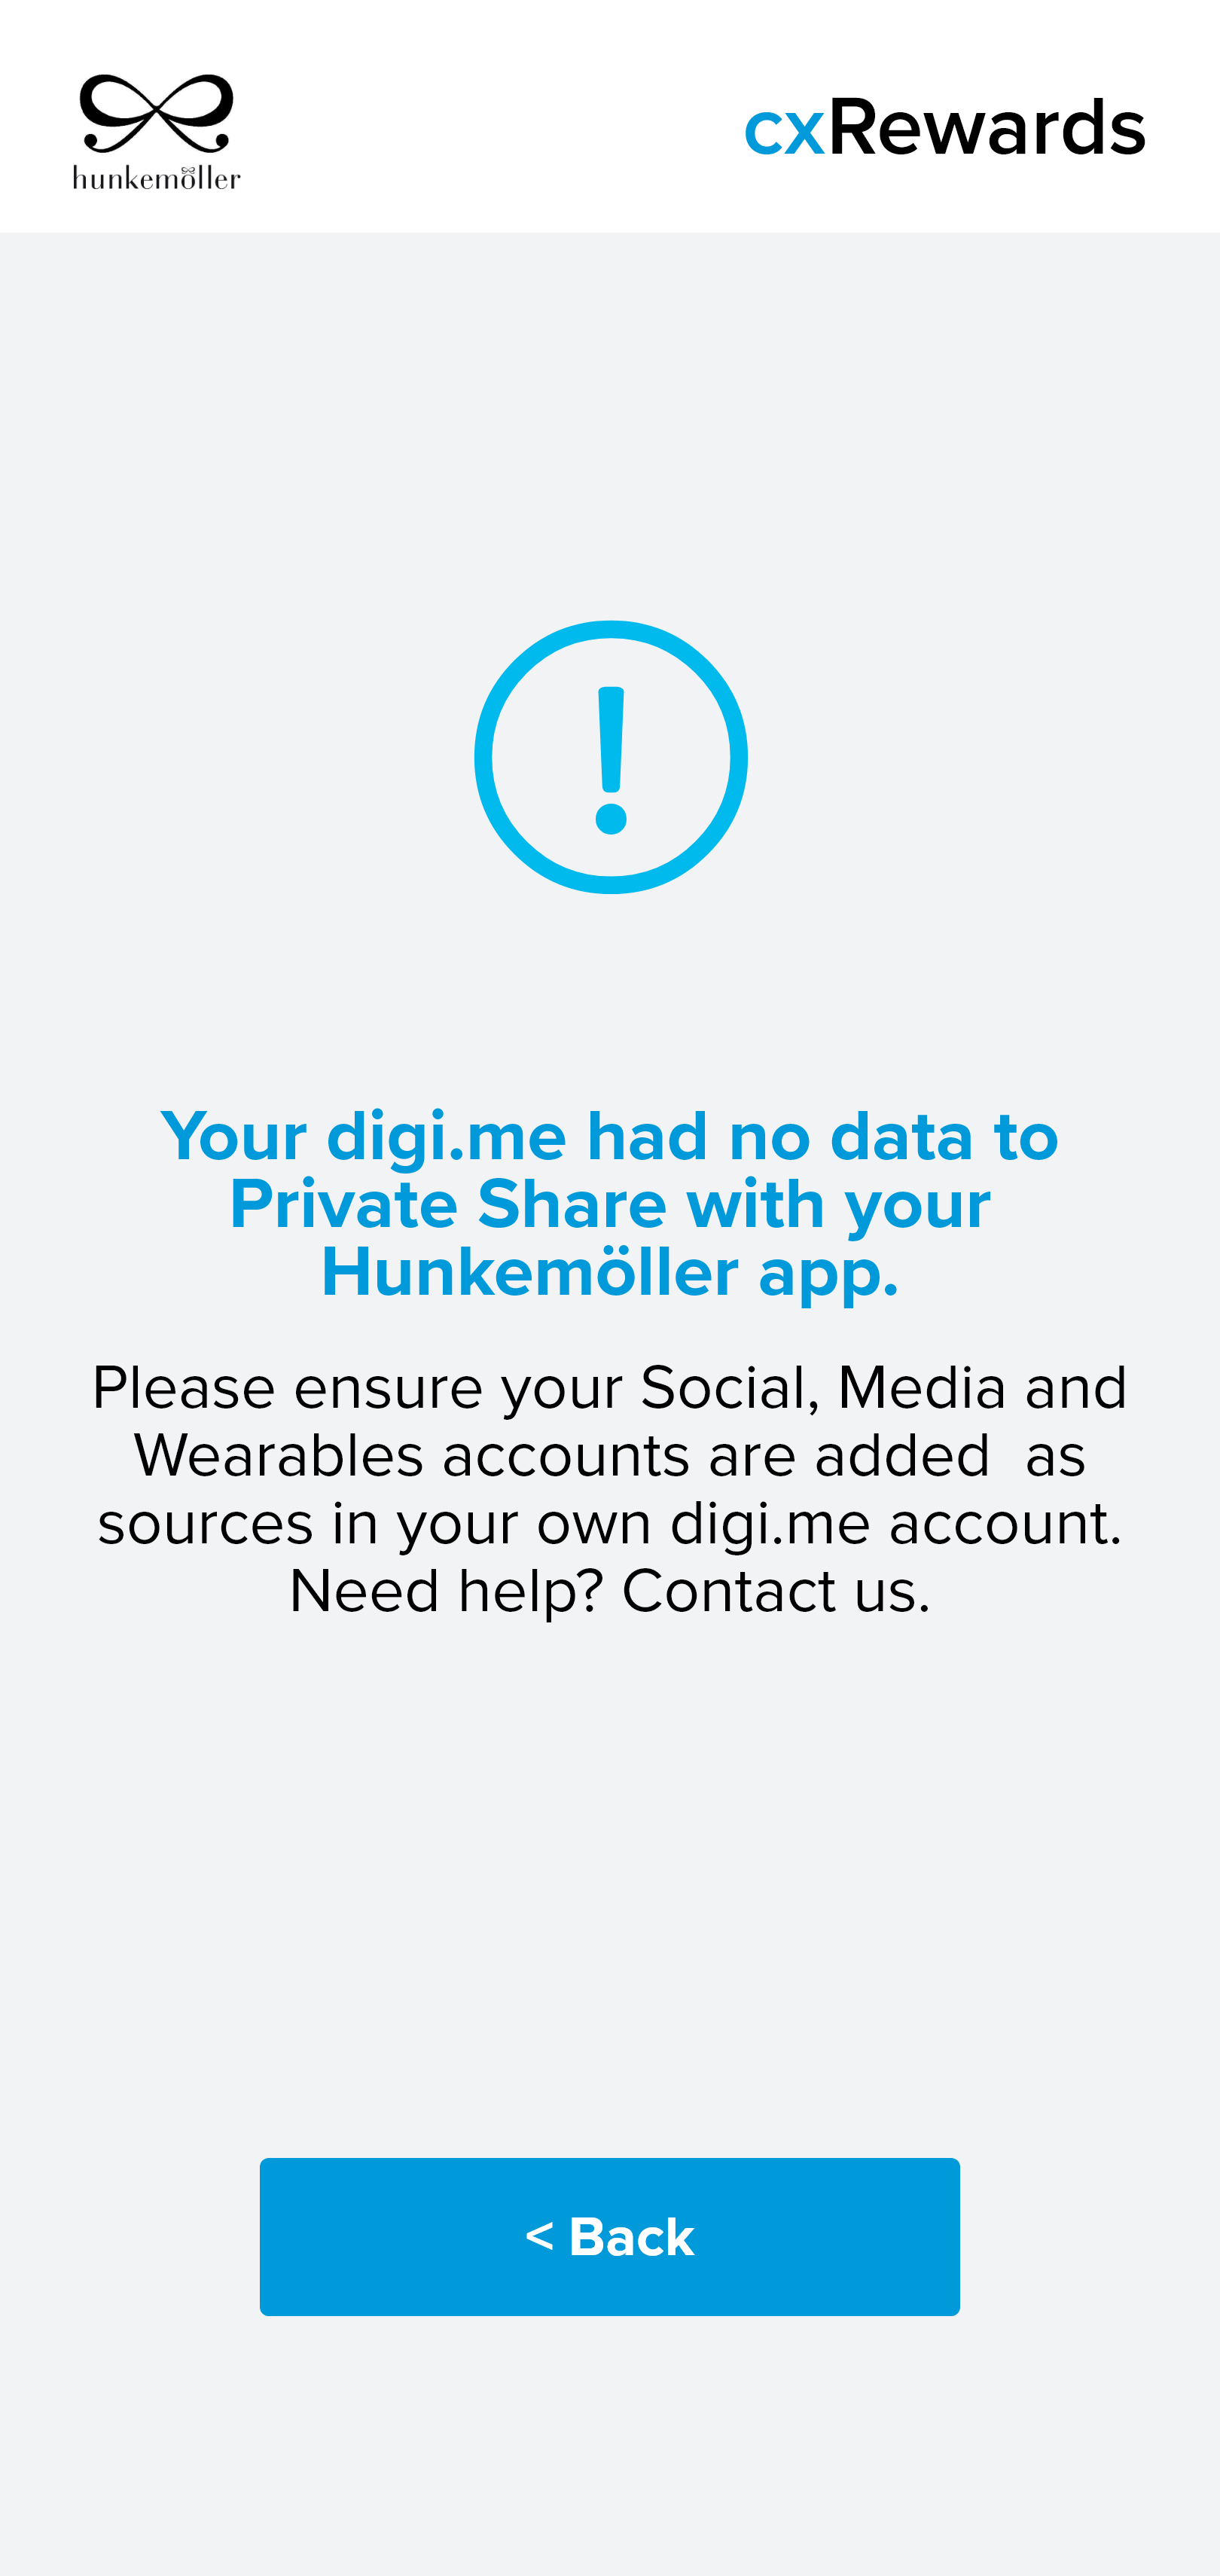 hunkemöller
cxRewards
Your digi.me had no data to
Private Share with your
Hunkemöller app.
Please ensure your Social, Media and
Wearables accounts are added  as
sources in your own digi.me account.
Need help? Contact us.
< Back